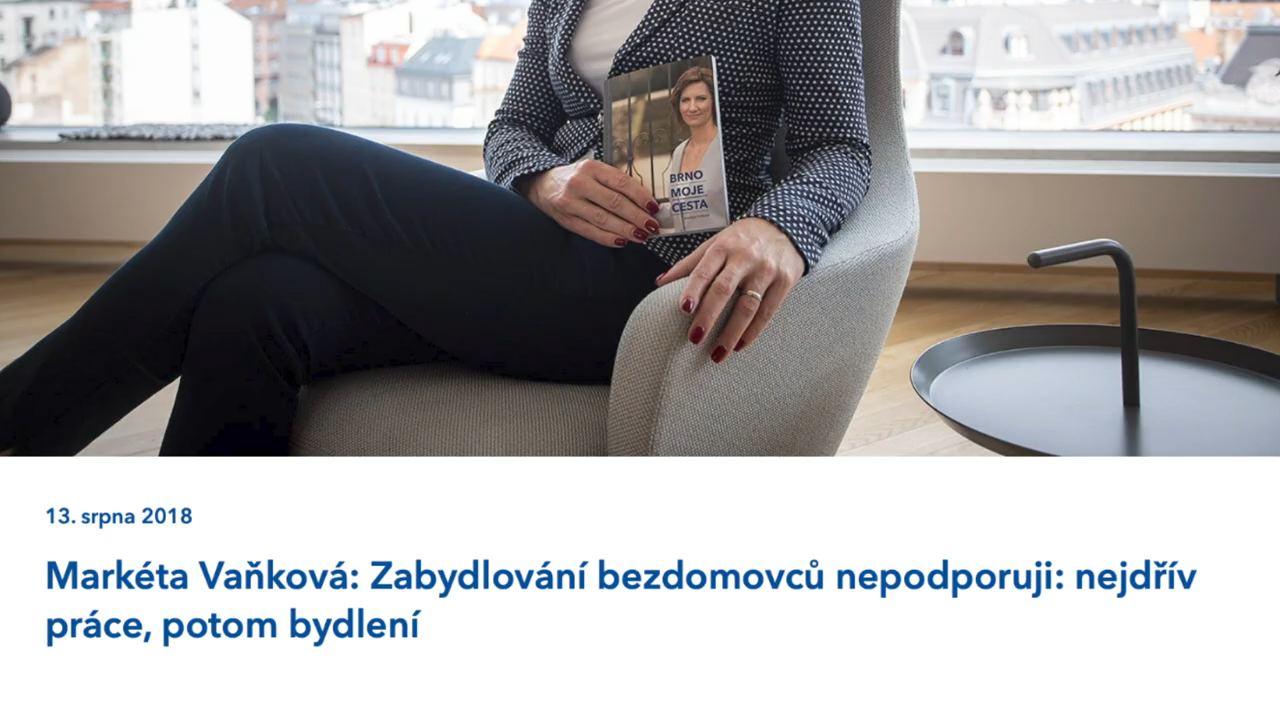 BRNO
MOJE
CESTA
13. srpna 2018
Markéta Vaňková: Zabydlování bezdomovců nepodporuji: nejdřív
práce, potom bydlení